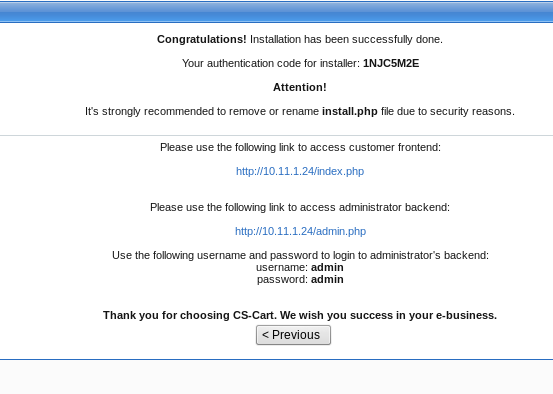 Congratulations! Installation has been successfully done.
Your authentication code for installer: 1NJC5M2E
Attention!
It's strongly recommended to remove or rename install.php file due to security reasons.
Please use the following link to access customer frontend:
http://10.11.1.24/index.php
Please use the following link to access administrator backend:
http://10.11.1.24/admin.php
Use the following username and password to login to administrator's backend:
username: admin
password: admin
Thank you for choosing CS-Cart. We wish you success in your e-business.
< Previous